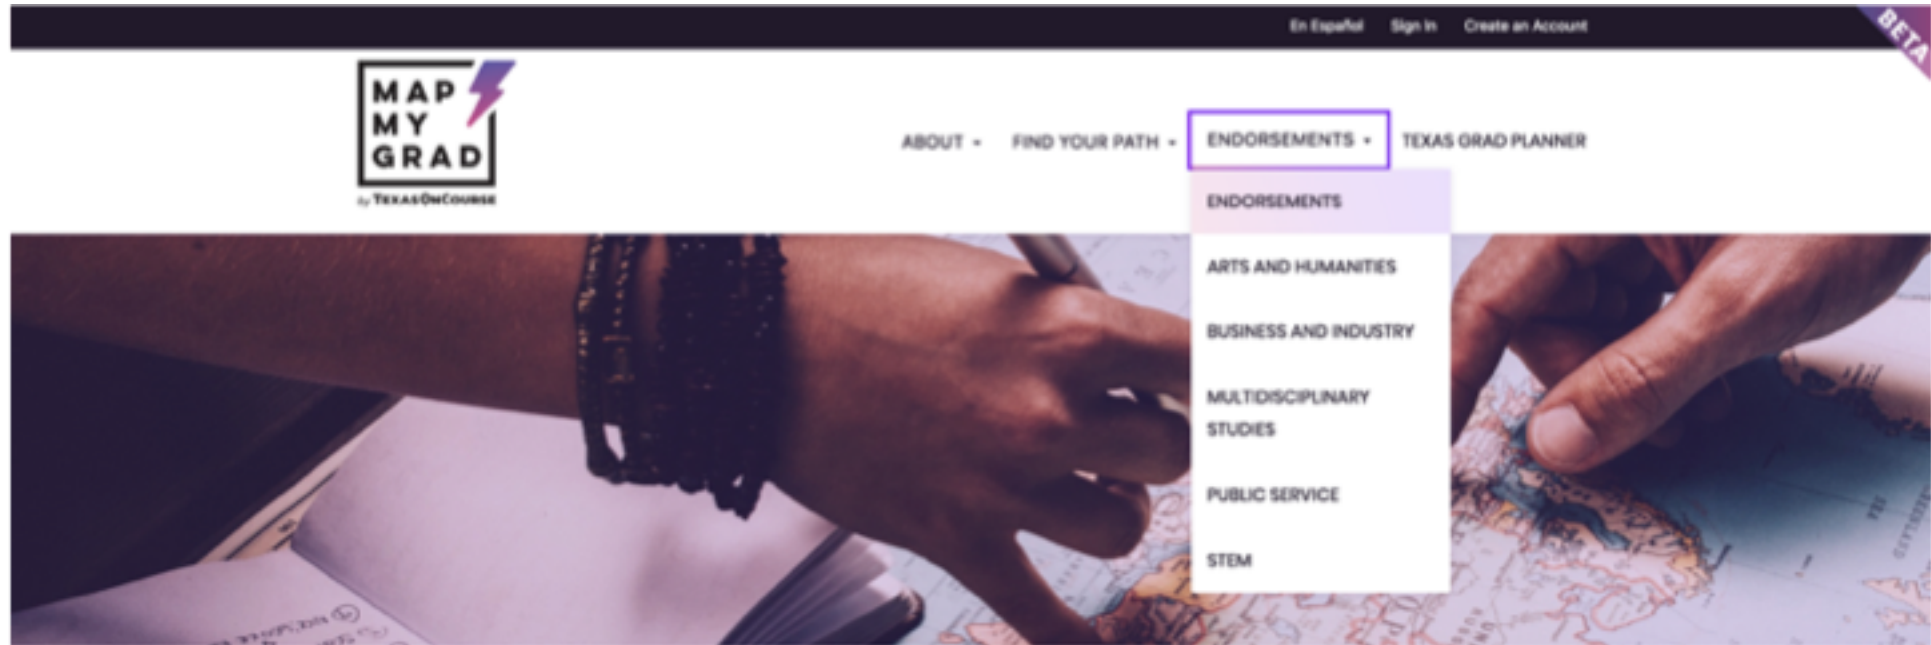 En Español Sign In Create an Account
BETA
MAP
MY
GRAD
by TEXASONCOURSE
ABOUT FIND YOUR PATH ENDORSEMENTS TEXAS GRAD PLANNER
ENDORSEMENTS
ARTS AND HUMANITIES
BUSINESS AND INDUSTRY
MULTIDISCIPLINARY
STUDIES
PUBLIC SERVICE
STEM